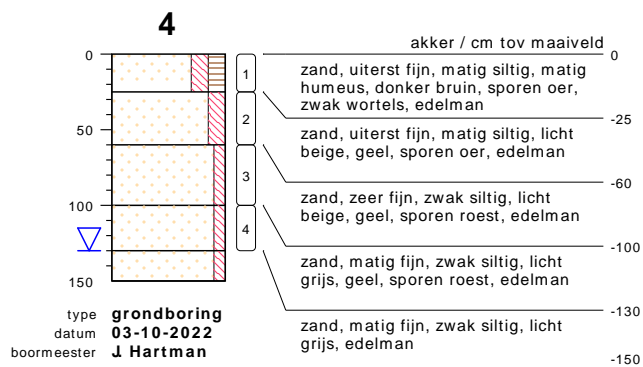 4
akker / cm tov maaiveld
0
0
1
zand, uiterst fijn, matig siltig, matig
humeus, donker bruin, sporen oer,
zwak wortels, edelman
-25
50
2
zand, uiterst fijn, matig siltig, licht
beige, geel, sporen oer, edelman
-60
3
zand, zeer fijn, zwak siltig, licht
beige, geel, sporen roest, edelman
100
-100
4
zand, matig fijn, zwak siltig, licht
grijs, geel, sporen roest, edelman
150
-130
zand, matig fijn, zwak siltig, licht
grijs, edelman
-150
type grondboring
datum 03-10-2022
boormeester J Hartman